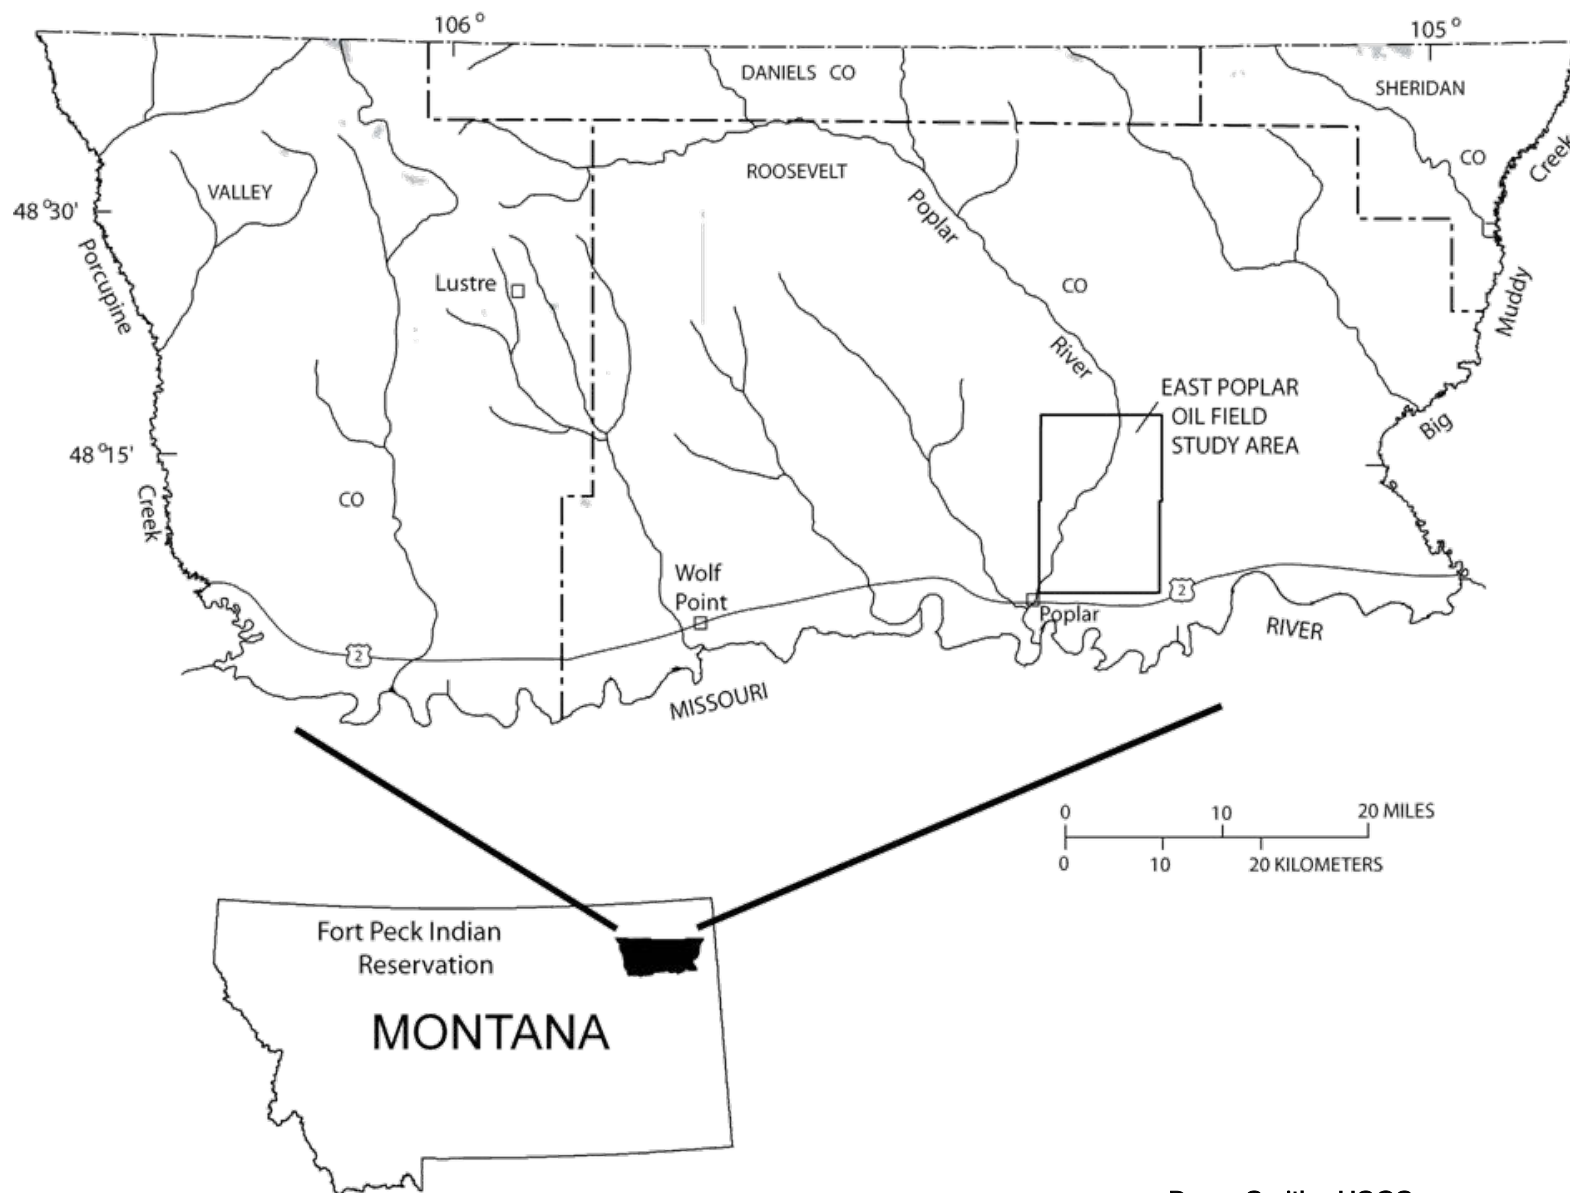 106°
105°
DANIELS CO
SHERIDAN
CO
ROOSEVELT
VALLEY
48°30'
Poplar
Creek
Porcupine
Lustre
CO
Muddy
River
EAST POPLAR
OIL FIELD
STUDY AREA
Big
48°15'
CO
Creek
Wolf
Point
2
Poplar
RIVER
2
MISSOURI
0 10 20 MILES
0 10 20 KILOMETERS
Fort Peck Indian
Reservation
MONTANA